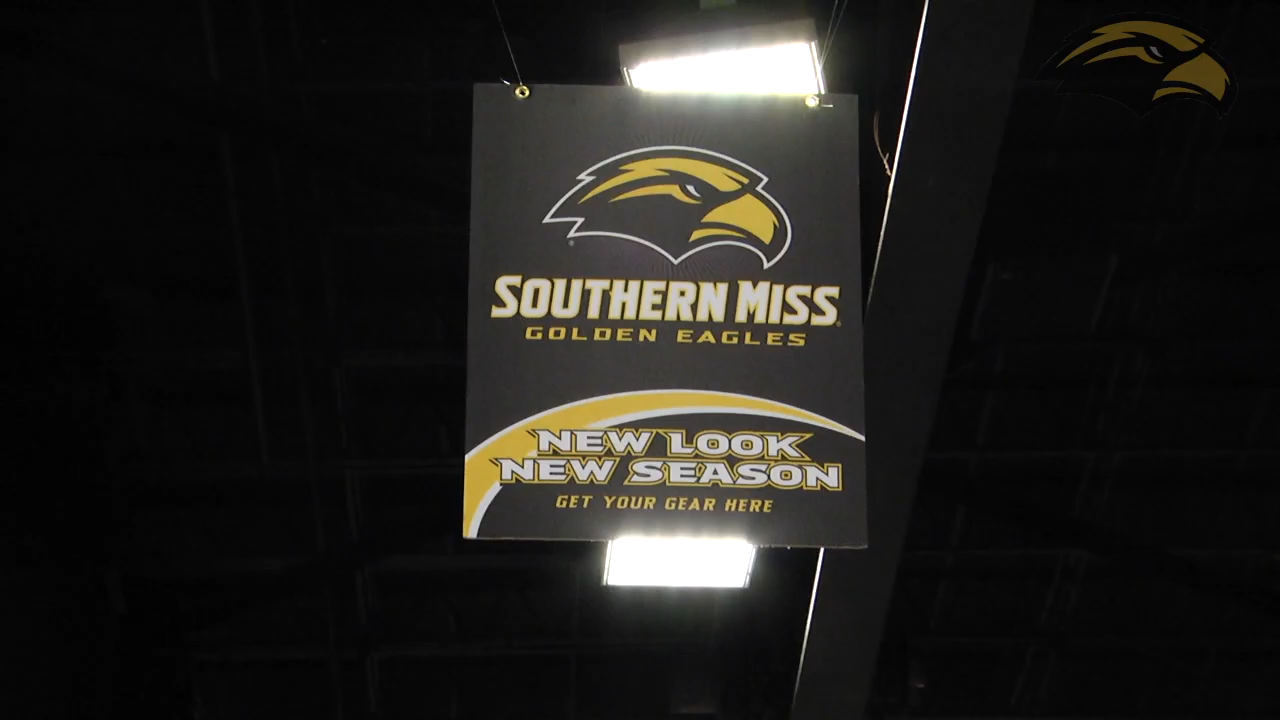 SOUTHERN MISS
GOLDEN EAGLES
NEW LOOK
NEW SEASON
GET YOUR GEAR HERE